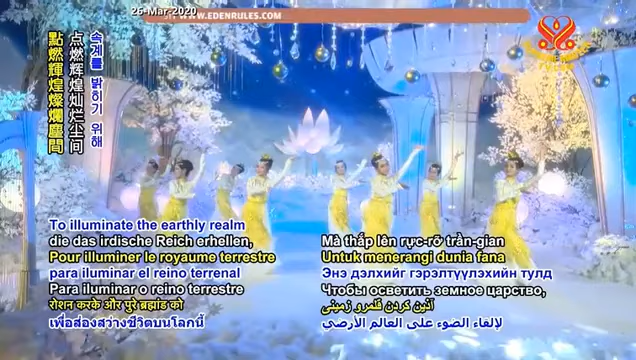 26-Mar-2020
WWW.EDENRULES.COM
點燃輝煌燦爛塵間
点燃辉煌灿烂尘间
속계를 밝히기 위해
To illuminate the earthly realm
die das irdische Reich erhellen,
Pour illuminer le royaume terrestre
para iluminar el reino terrenal
Para iluminar o reino terrestre
रोशन करके और पुरे ब्रह्मांड को
เพื่อส่องสว่างชีวิตบนโลกนี้
Mà thắp lên rực-rỡ trần-gian
Untuk menerangi dunia fana
Энэ дэлхийг гэрэлтүүлэхийн тулд
Чтобы осветить земное царство,
آذین کردن قلمرو زمینی
لإلقاء الضوء على العالم الأرضي